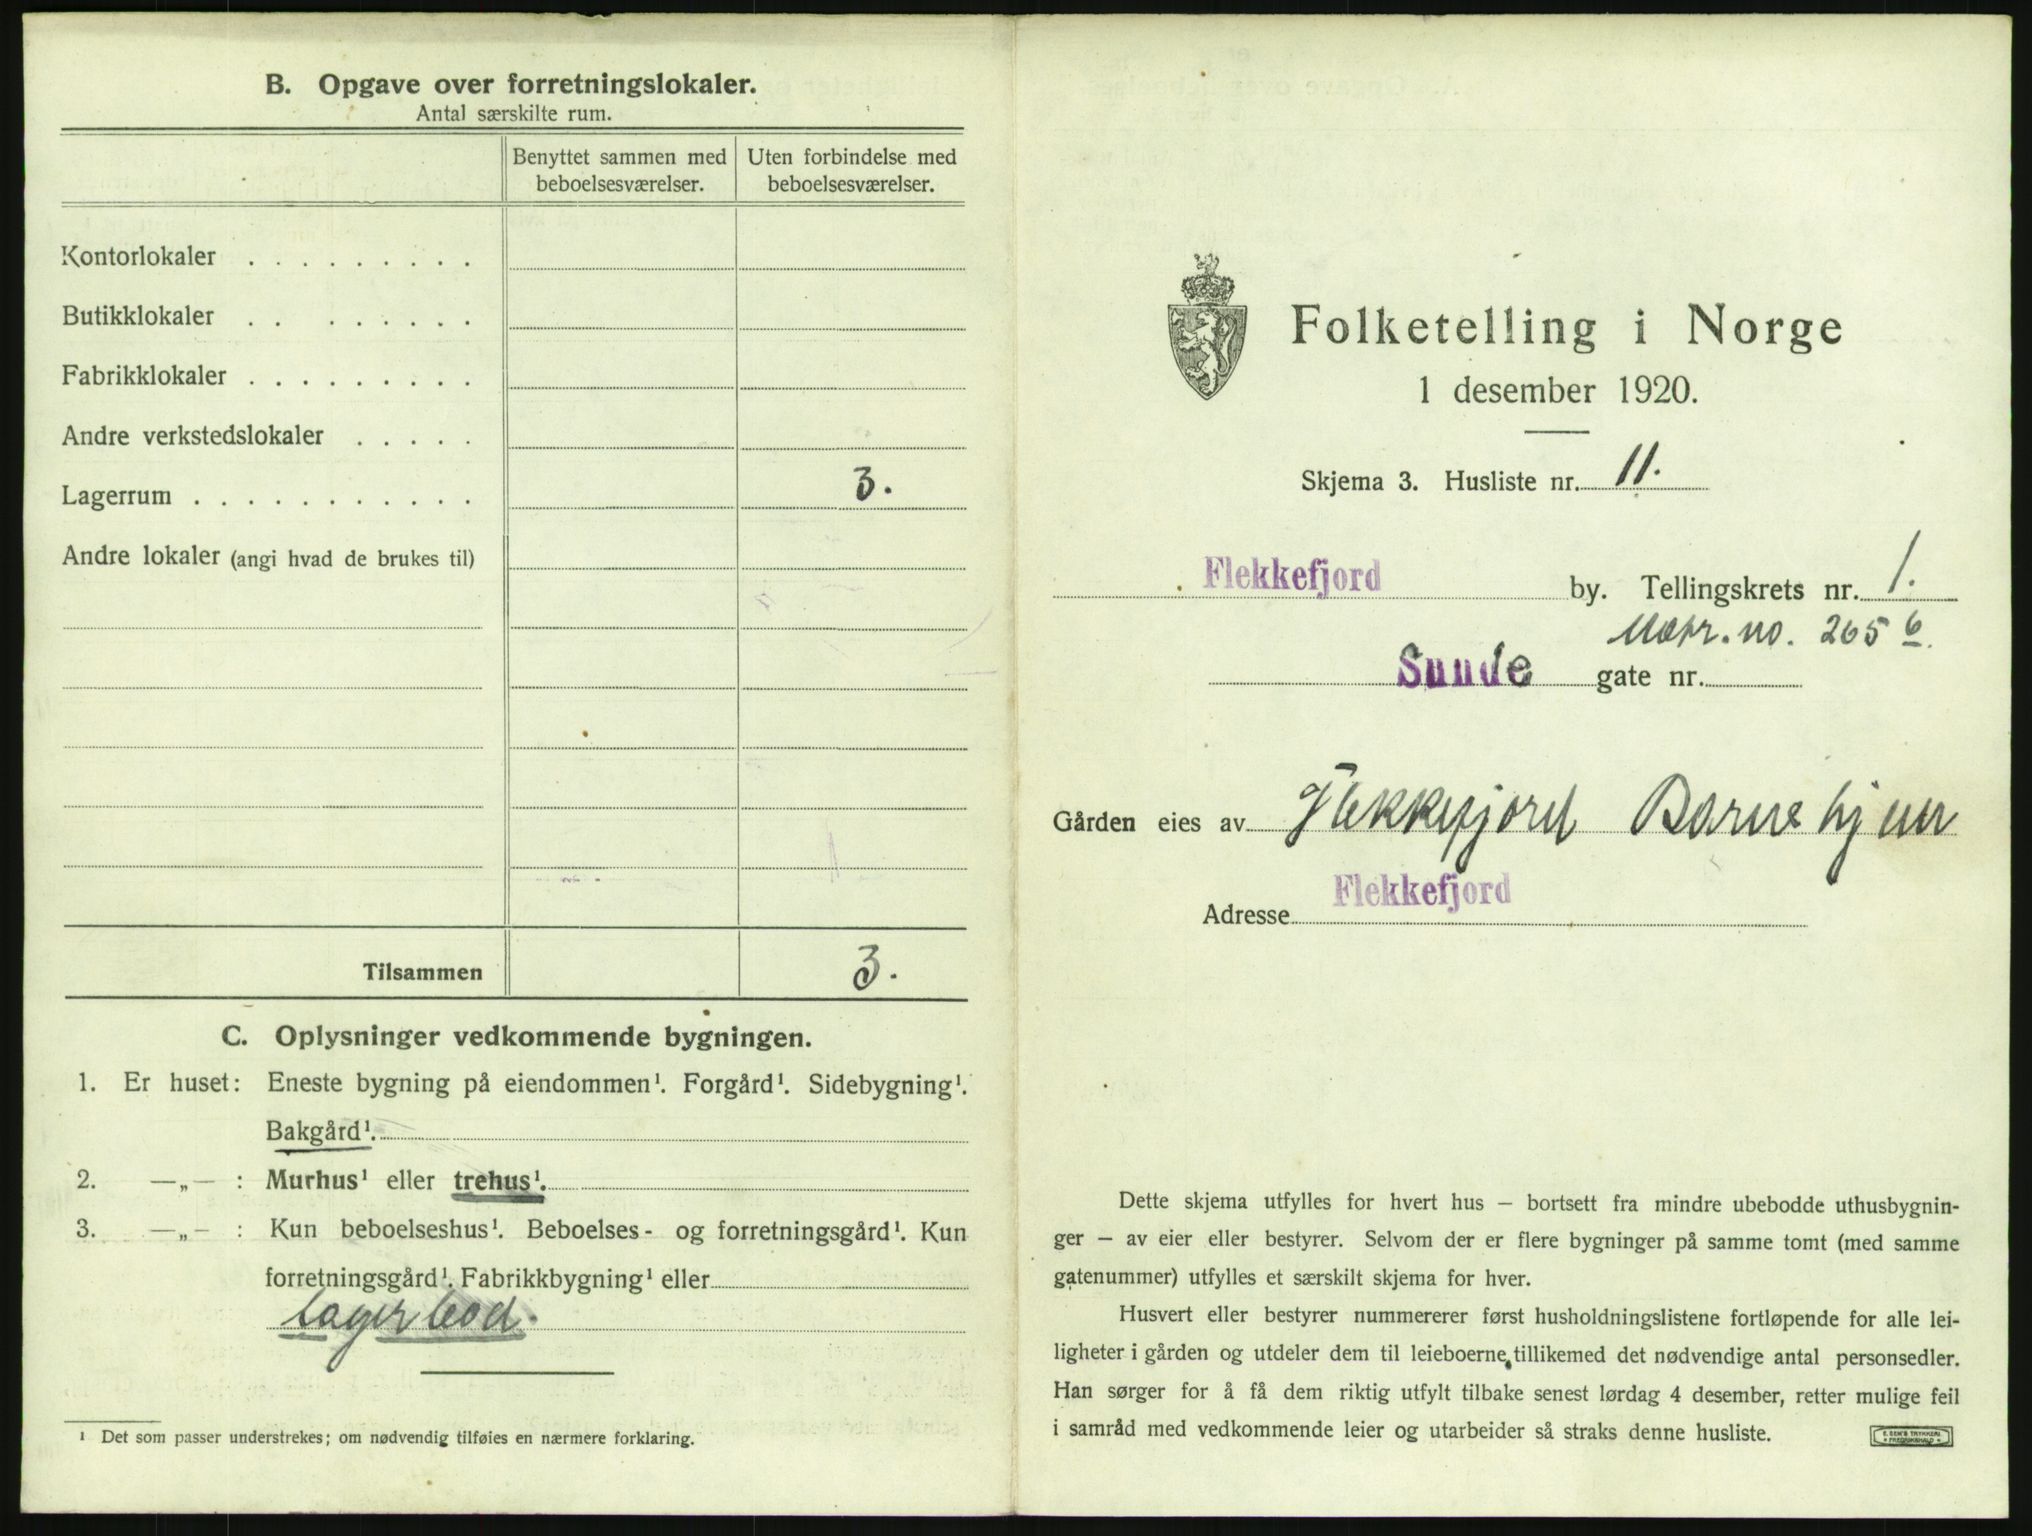 B. Opgave over forretningslokaler.
Antal særskilte rum.
Benyttet sammen med beboelsesværelser.
Uten forbindelse med beboelsesværelser.
Kontorlokaler . . . . . . . . .
Butikklokaler . . . . . . . .
Fabrikklokaler . . . . . . . . .
Andre verkstedslokaler . . . . .
Lagerrum . . . . . . . . . . . 3.
Andre lokaler (angi hvad de brukes til)
Tilsammen 3.
C. Oplysninger vedkommende bygningen.
1. Er huset: Eneste bygning på eiendommen¹. Forgård¹. Sidebygning¹.
Bakgård¹.
2. —„— : Murhus¹ eller trehus¹.
3. —„— : Kun beboelseshus¹. Beboelses- og forretningsgård¹. Kun
forretningsgård¹. Fabrikkbygning¹ eller
Lagerbod.
¹ Det som passer understrekes; om nødvendig tilføies en nærmere forklaring.
Folketelling i Norge
1 desember 1920.
Skjema 3. Husliste nr. 11.
Flekkefjord by. Tellingskrets nr. 1.
Matr. no. 265 b.
Sunde gate nr.
Gården eies av Flekkefjord Barnehjem
Flekkefjord
Adresse
Dette skjema utfylles for hvert hus — bortsett fra mindre ubebodde uthusbygnin-
ger — av eier eller bestyrer. Selvom der er flere bygninger på samme tomt (med samme
gatenummer) utfylles et særskilt skjema for hver.
Husvert eller bestyrer nummererer først husholdningslistene fortløpende for alle lei-
ligheter i gården og utdeler dem til leieboerne, tillikemed det nødvendige antal personsedler.
Han sørger for å få dem riktig utfylt tilbake senest lørdag 4 desember, retter mulige feil
i samråd med vedkommende leier og utarbeider så straks denne husliste.
E. SEM'S TRYKKERI
FREDRIKSHALD